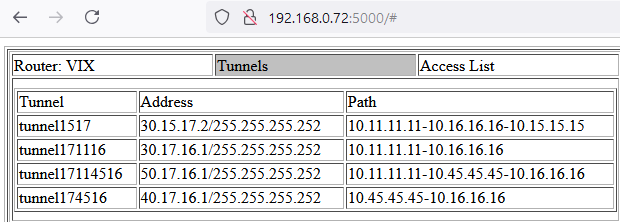 192.168.0.72:5000/#
Router: VIX Tunnels Access List
Tunnel Address Path
tunnel1517 30.15.17.2/255.255.255.252 10.11.11.11-10.16.16.16-10.15.15.15
tunnel171116 30.17.16.1/255.255.255.252 10.11.11.11-10.16.16.16
tunnel17114516 50.17.16.1/255.255.255.252 10.11.11.11-10.45.45.45-10.16.16.16
tunnel174516 40.17.16.1/255.255.255.252 10.45.45.45-10.16.16.16